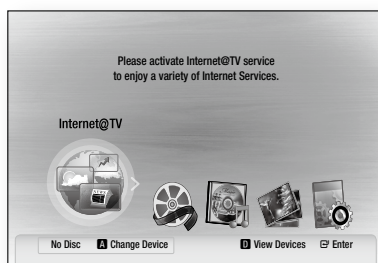 Please activate Internet@TV service
to enjoy a variety of Internet Services.
Internet@TV
No Disc A Change Device D View Devices Enter